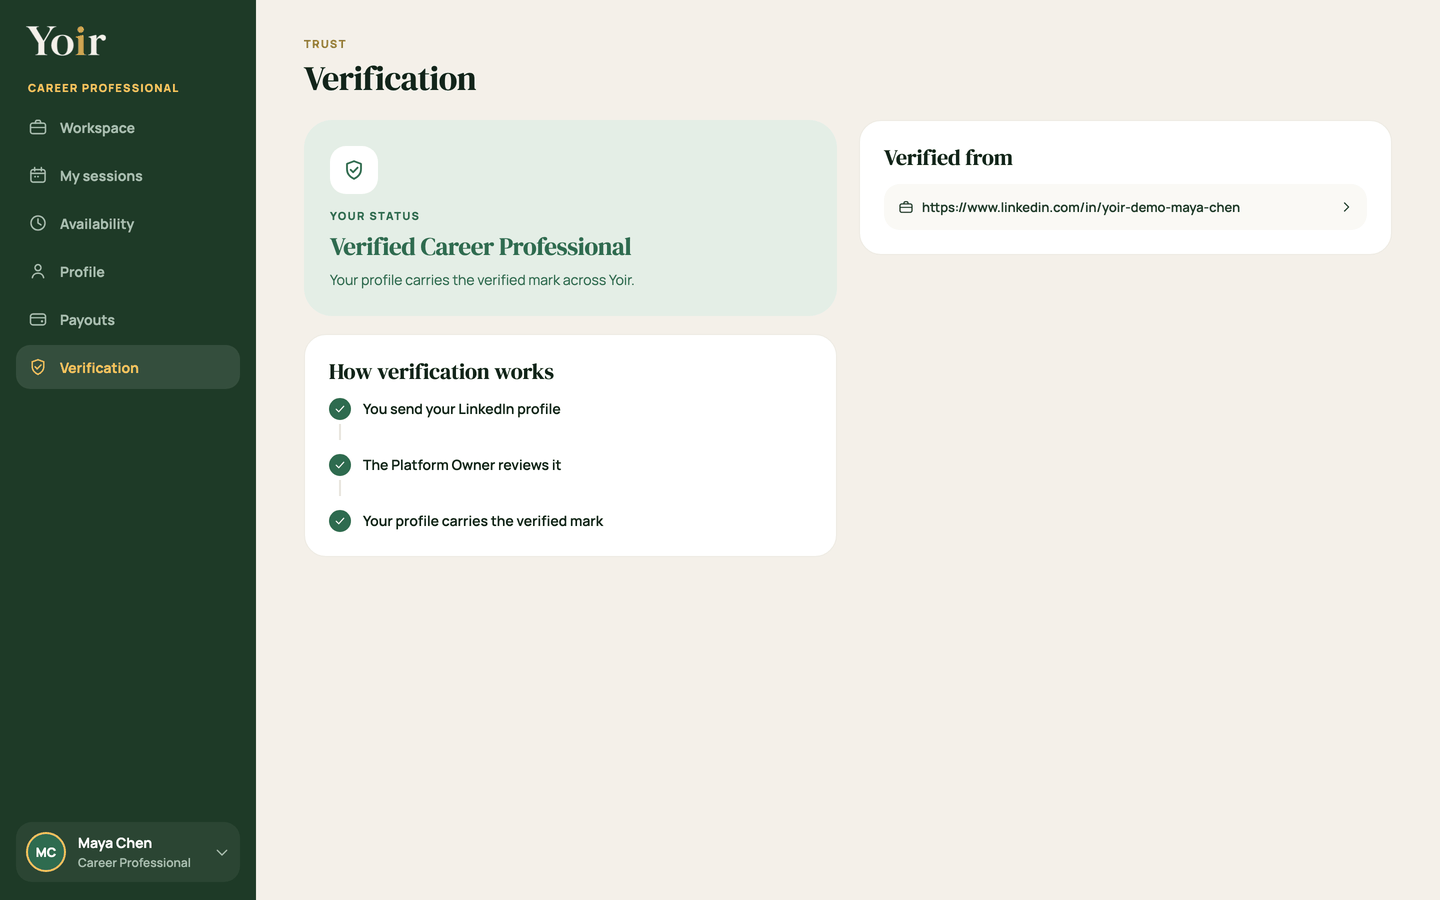 Yoir
CAREER PROFESSIONAL
Workspace
My sessions
Availability
Profile
Payouts
Verification
MC
Maya Chen
Career Professional
TRUST
Verification
YOUR STATUS
Verified Career Professional
Your profile carries the verified mark across Yoir.
How verification works
You send your LinkedIn profile
The Platform Owner reviews it
Your profile carries the verified mark
Verified from
https://www.linkedin.com/in/yoir-demo-maya-chen